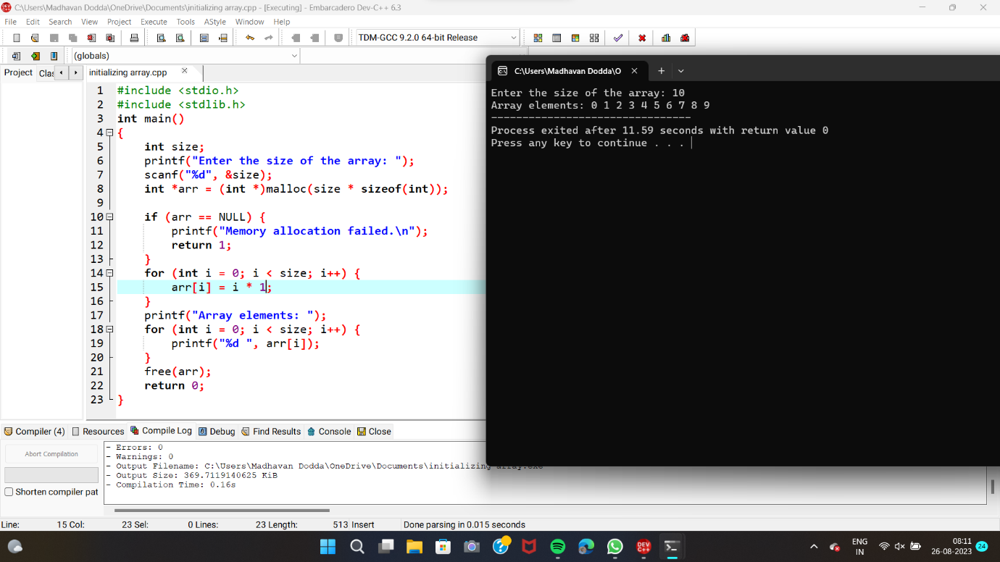 C:\Users\Madhavan Dodda\OneDrive\Documents\initializing array.cpp - [Executing] - Embarcadero Dev-C++ 6.3
File Edit Search View Project Execute Tools AStyle Window Help
TDM-GCC 9.2.0 64-bit Release
(globals)
Project Clas initializing array.cpp
1 #include <stdio.h>
2 #include <stdlib.h>
3 int main()
4 {
5 int size;
6 printf("Enter the size of the array: ");
7 scanf("%d", &size);
8 int *arr = (int *)malloc(size * sizeof(int));
9
10 if (arr == NULL) {
11 printf("Memory allocation failed.\n");
12 return 1;
13 }
14 for (int i = 0; i < size; i++) {
15 arr[i] = i * 1;
16 }
17 printf("Array elements: ");
18 for (int i = 0; i < size; i++) {
19 printf("%d ", arr[i]);
20 }
21 free(arr);
22 return 0;
23 }
C:\Users\Madhavan Dodda\O
Enter the size of the array: 10
Array elements: 0 1 2 3 4 5 6 7 8 9
--------------------------------
Process exited after 11.59 seconds with return value 0
Press any key to continue . . .
Compiler (4) Resources Compile Log Debug Find Results Console Close
Abort Compilation
Shorten compiler pat
- Errors: 0
- Warnings: 0
- Output Filename: C:\Users\Madhavan Dodda\OneDrive\Documents\initializing array.exe
- Output Size: 369.7119140625 KiB
- Compilation Time: 0.16s
Line: 15 Col: 23 Sel: 0 Lines: 23 Length: 513 Insert Done parsing in 0.015 seconds
DEV C++
ENG
IN
08:11
26-08-2023
24